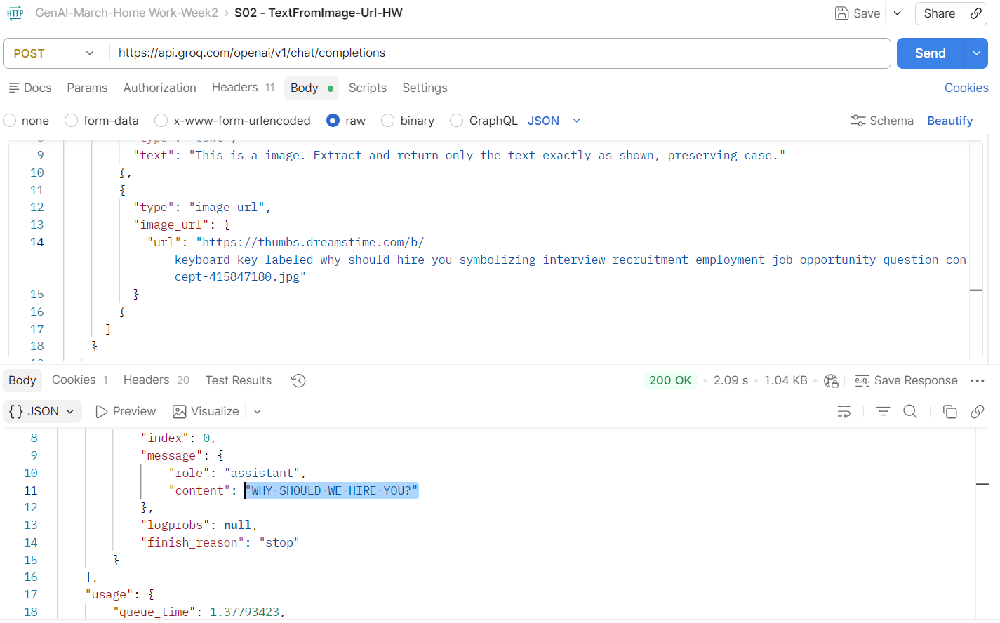 HTTP GenAI-March-Home Work-Week2 > S02 - TextFromImage-Url-HW Save Share
POST https://api.groq.com/openai/v1/chat/completions Send
Docs Params Authorization Headers 11 Body Scripts Settings Cookies
none form-data x-www-form-urlencoded raw binary GraphQL JSON Schema Beautify
9 "text": "This is a image. Extract and return only the text exactly as shown, preserving case."
10 },
11 {
12 "type": "image_url",
13 "image_url": {
14 "url": "https://thumbs.dreamstime.com/b/
keyboard-key-labeled-why-should-hire-you-symbolizing-interview-recruitment-employment-job-opportunity-question-con
cept-415847180.jpg"
15 }
16 }
17 ]
18 }
Body Cookies 1 Headers 20 Test Results 200 OK • 2.09 s • 1.04 KB • e.g. Save Response
{} JSON Preview Visualize
8 "index": 0,
9 "message": {
10 "role": "assistant",
11 "content": "WHY SHOULD WE HIRE YOU?"
12 },
13 "logprobs": null,
14 "finish_reason": "stop"
15 }
16 ],
17 "usage": {
18 "queue_time": 1.37793423,